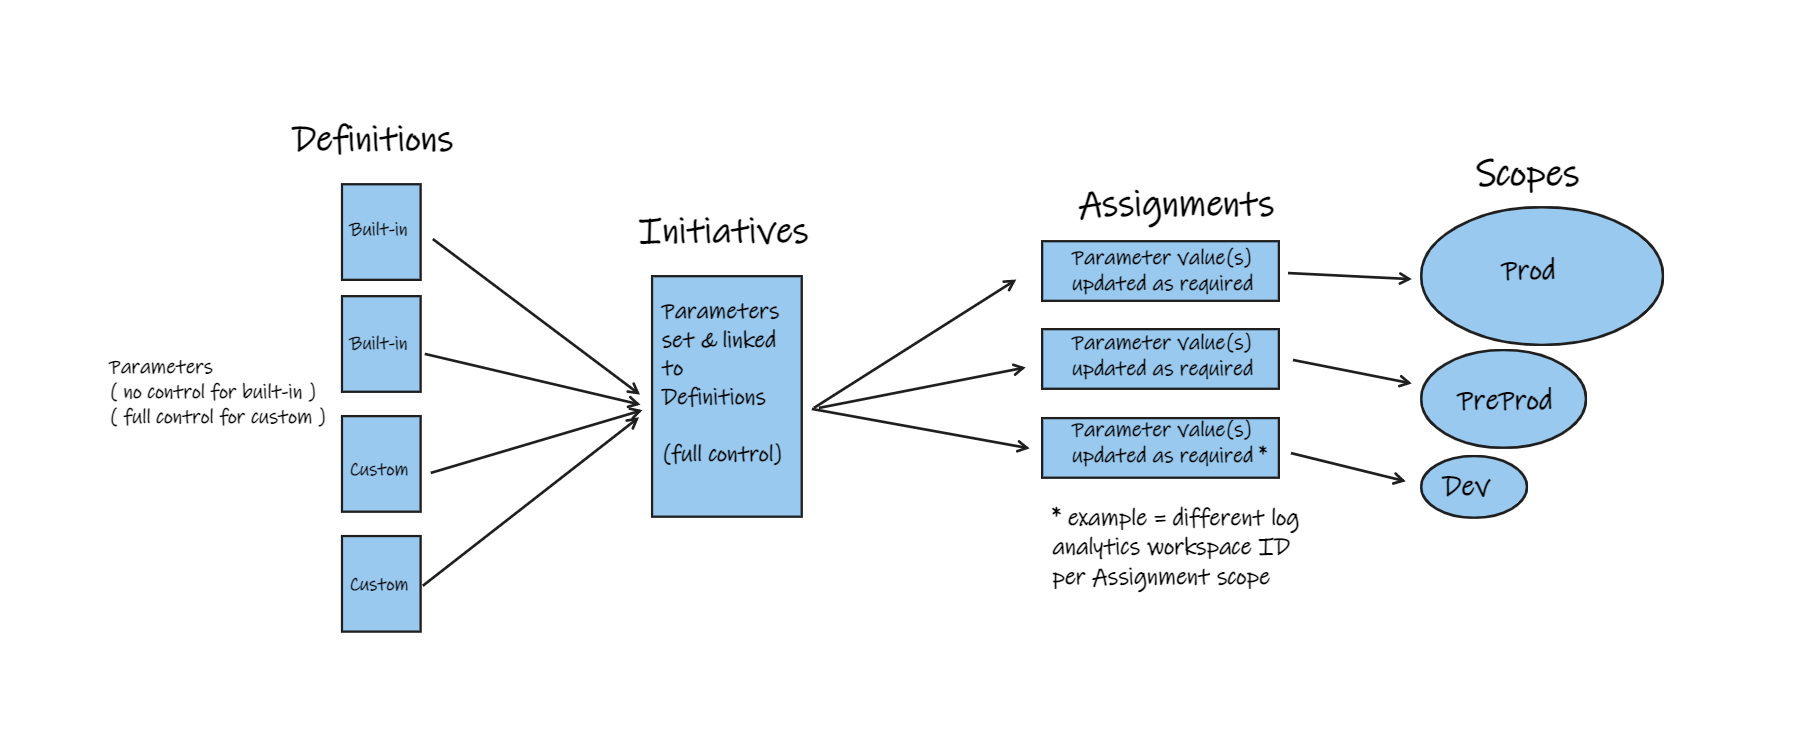 Definitions
Built-in
Built-in
Custom
Custom
Parameters
( no control for built-in )
( full control for custom )
Initiatives
Parameters
set & linked
to
Definitions
(full control)
Assignments
Parameter value(s)
updated as required
Parameter value(s)
updated as required
Parameter value(s)
updated as required *
* example = different log
analytics workspace ID
per Assignment scope
Scopes
Prod
PreProd
Dev